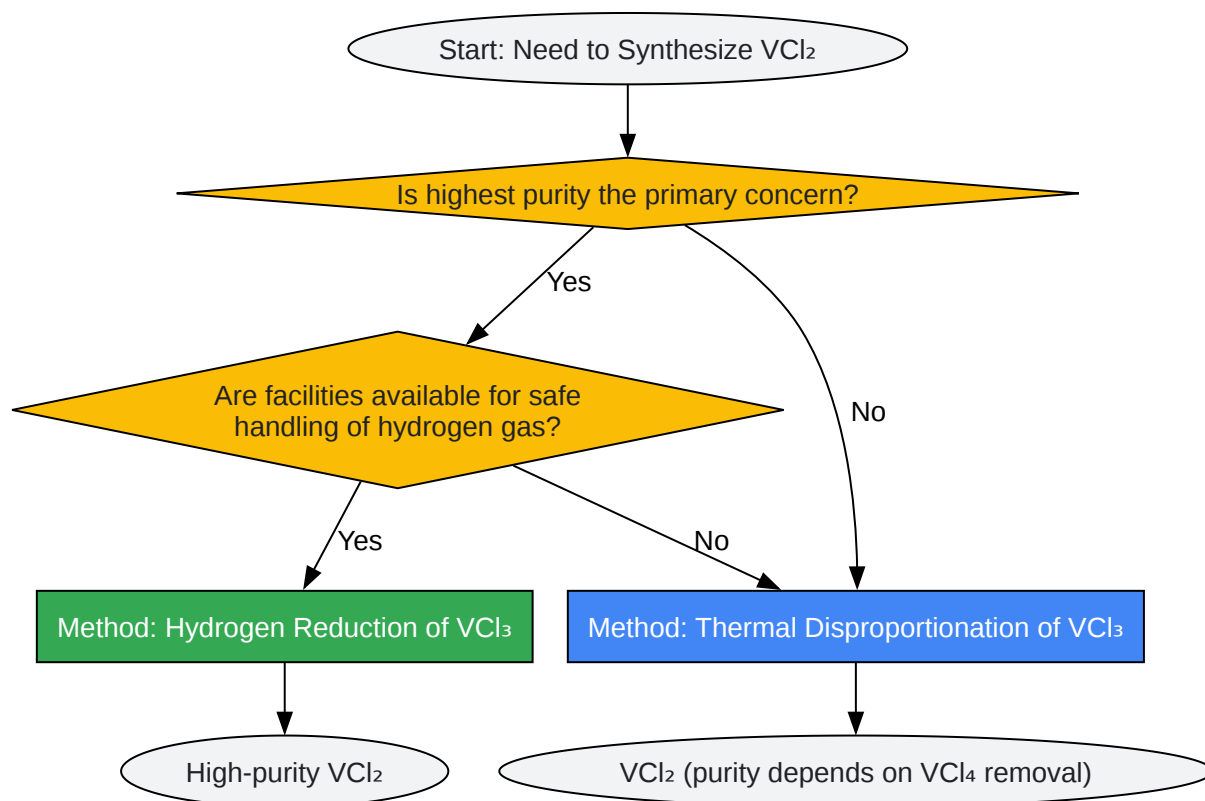 Start: Need to Synthesize VCl₂
Is highest purity the primary concern?
Yes
Are facilities available for safe
handling of hydrogen gas?
No
Yes
No
Method: Hydrogen Reduction of VCl₃
Method: Thermal Disproportionation of VCl₃
High-purity VCl₂
VCl₂ (purity depends on VCl₄ removal)